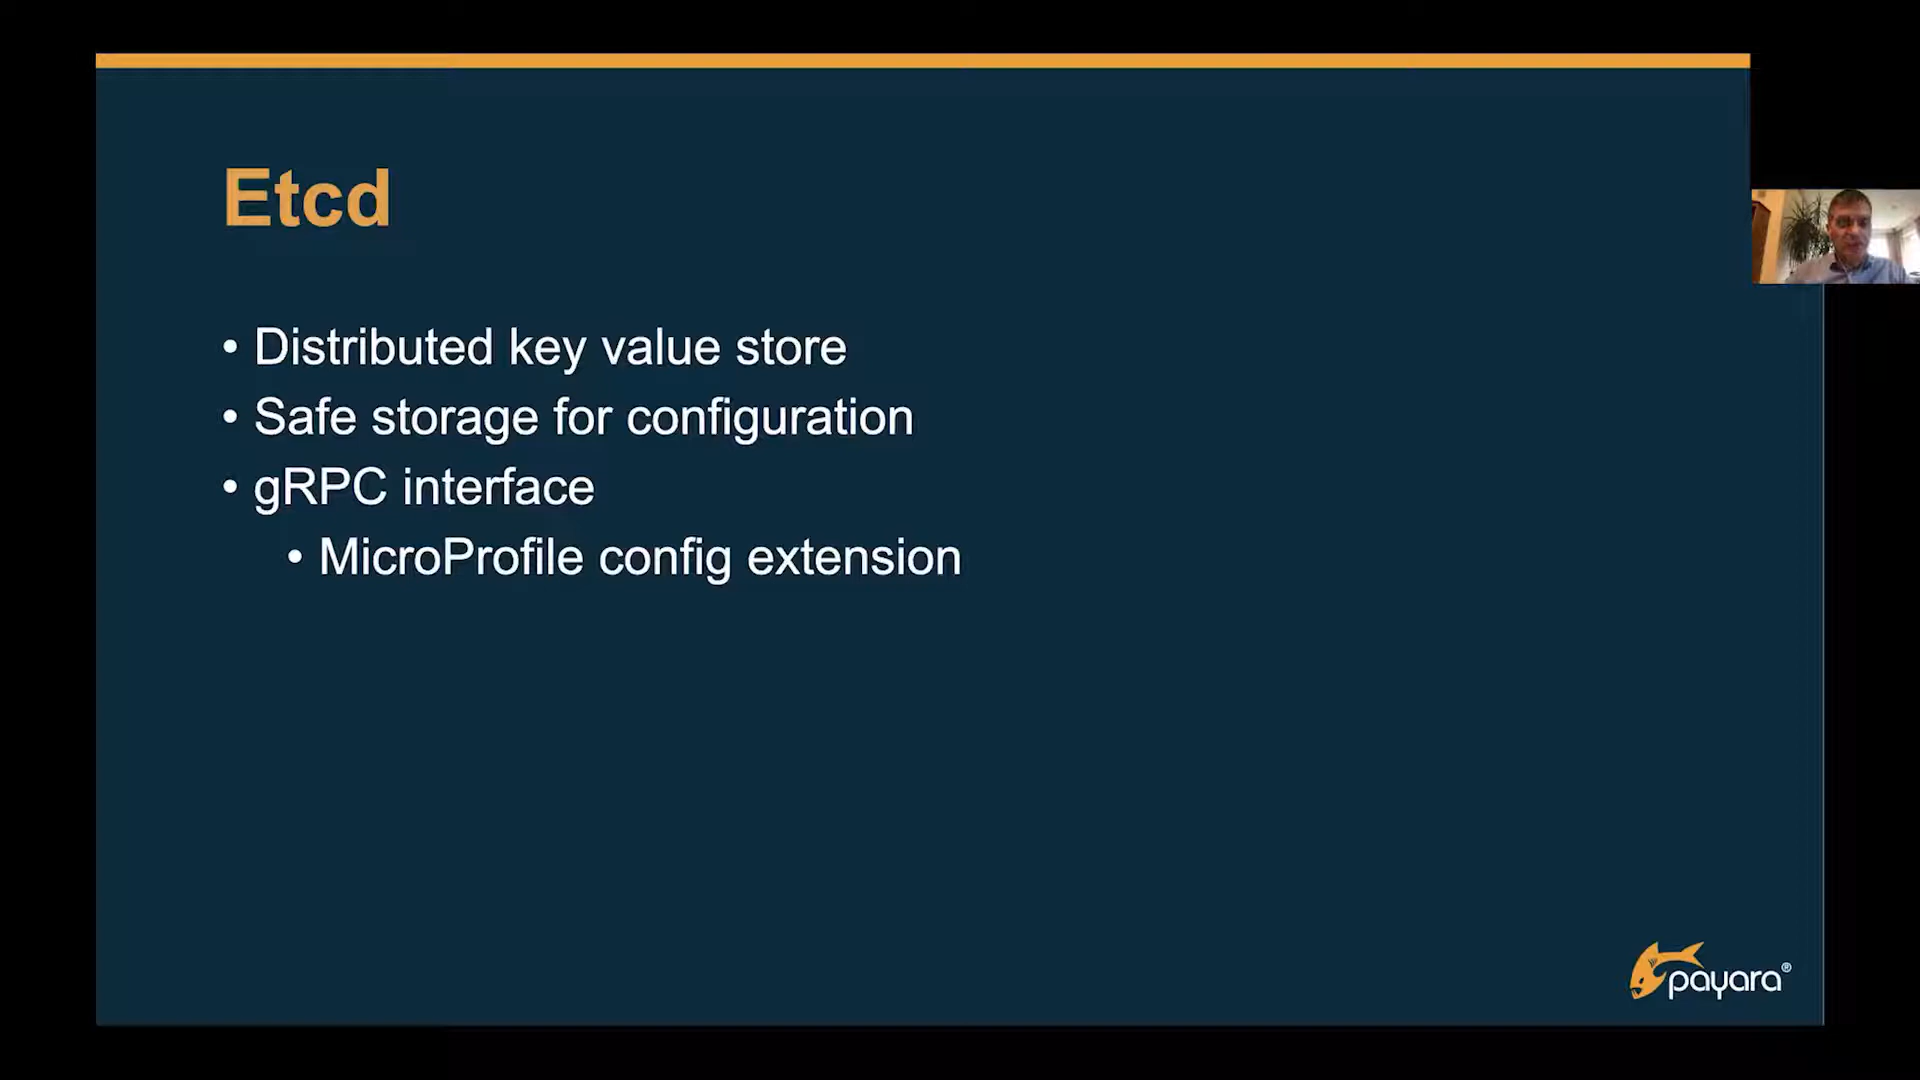 Etcd
• Distributed key value store
• Safe storage for configuration
• gRPC interface
• MicroProfile config extension
payara®